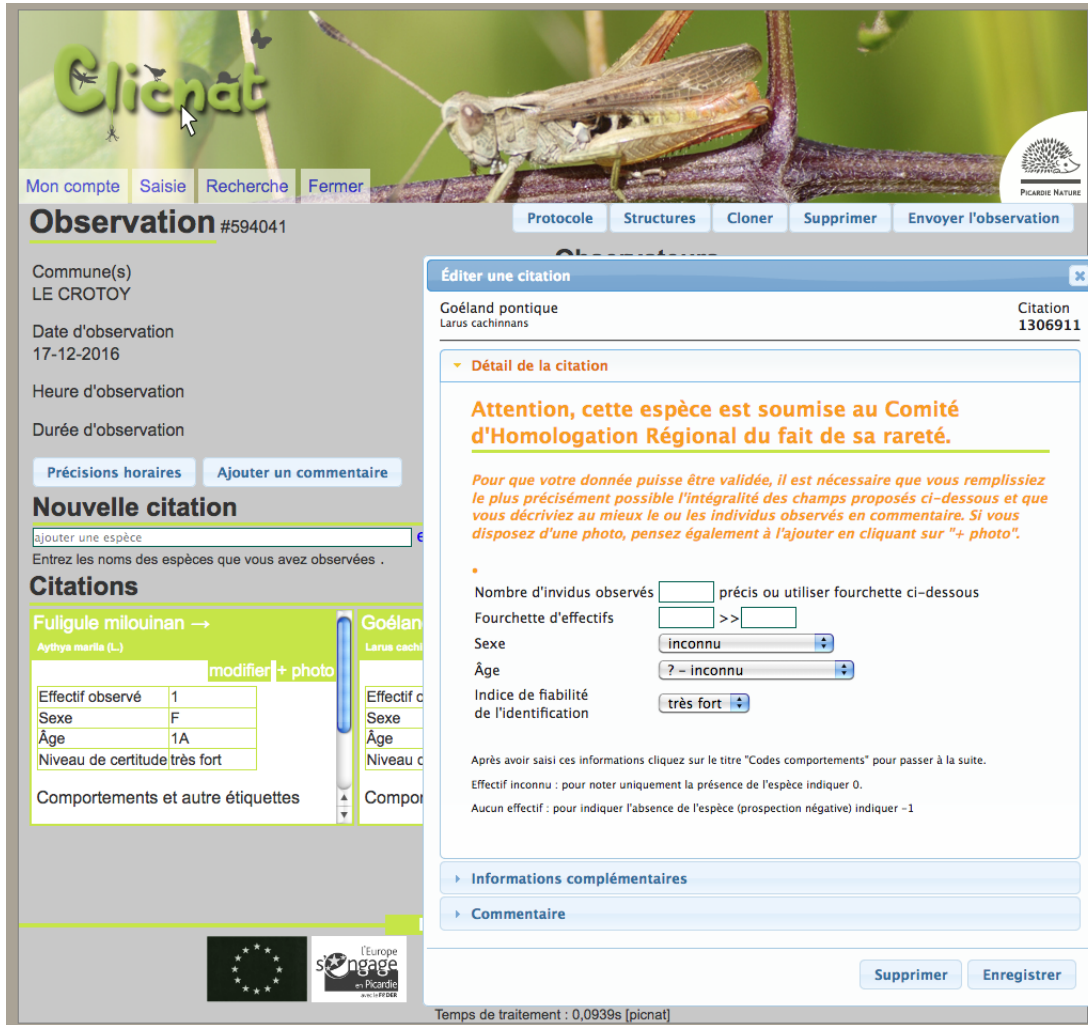 Clicnat
PICARDIE NATURE
Mon compte Saisie Recherche Fermer
Observation #594041
Protocole Structures Cloner Supprimer Envoyer l'observation
Commune(s)
LE CROTOY
Date d'observation
17-12-2016
Heure d'observation
Durée d'observation
Précisions horaires Ajouter un commentaire
Nouvelle citation
ajouter une espèce
Entrez les noms des espèces que vous avez observées .
Citations
Fuligule milouinan →
Aythya marila (L.)
modifier + photo
Effectif observé 1
Sexe F
Âge 1A
Niveau de certitude très fort
Comportements et autre étiquettes
Goélan
Larus cachi
Effectif o
Sexe
Âge
Niveau d
Compor
Éditer une citation
Goéland pontique Citation
Larus cachinnans 1306911
Détail de la citation
Attention, cette espèce est soumise au Comité
d'Homologation Régional du fait de sa rareté.
Pour que votre donnée puisse être validée, il est nécessaire que vous remplissiez
le plus précisément possible l'intégralité des champs proposés ci-dessous et que
vous décriviez au mieux le ou les individus observés en commentaire. Si vous
disposez d'une photo, pensez également à l'ajouter en cliquant sur "+ photo".
Nombre d'invidus observés précis ou utiliser fourchette ci-dessous
Fourchette d'effectifs >>
Sexe inconnu
Âge ? - inconnu
Indice de fiabilité
de l'identification très fort
Après avoir saisi ces informations cliquez sur le titre "Codes comportements" pour passer à la suite.
Effectif inconnu : pour noter uniquement la présence de l'espèce indiquer 0.
Aucun effectif : pour indiquer l'absence de l'espèce (prospection négative) indiquer -1
Informations complémentaires
Commentaire
Supprimer Enregistrer
l'Europe
s'engage
en Picardie
avec le FEDER
Temps de traitement : 0,0939s [picnat]